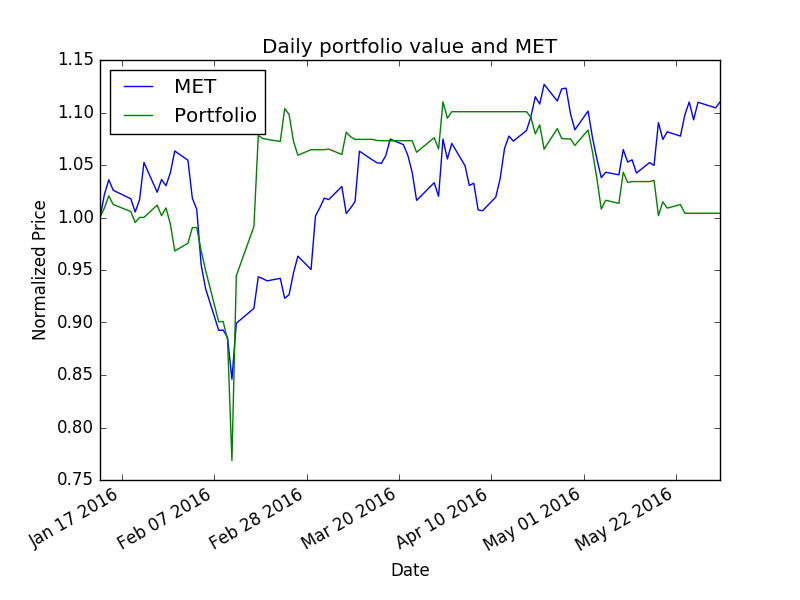 Daily portfolio value and MET
MET
Portfolio
1.15
1.10
1.05
1.00
0.95
0.90
0.85
0.80
0.75
Normalized Price
Jan 17 2016
Feb 07 2016
Feb 28 2016
Mar 20 2016
Apr 10 2016
May 01 2016
May 22 2016
Date